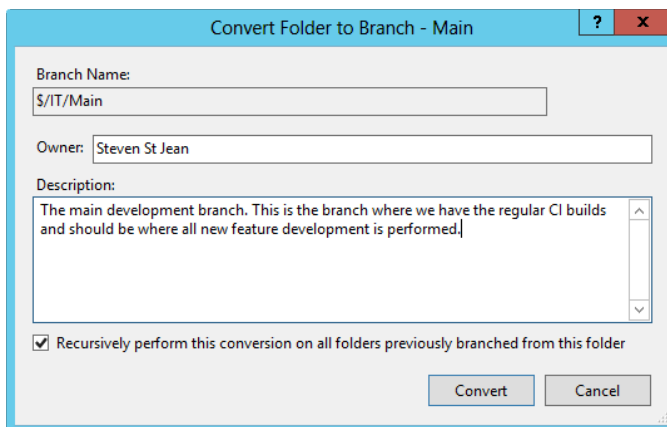 Convert Folder to Branch - Main
? x
Branch Name:
$/IT/Main
Owner: Steven St Jean
Description:
The main development branch. This is the branch where we have the regular CI builds
and should be where all new feature development is performed.
Recursively perform this conversion on all folders previously branched from this folder
Convert Cancel